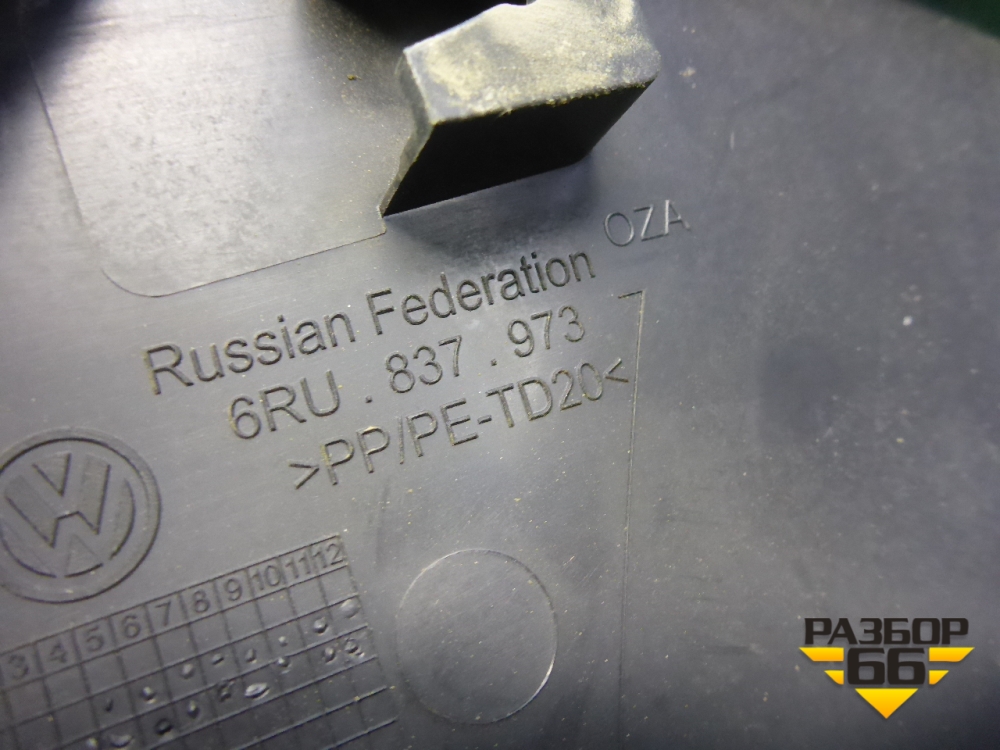 OZA
Russian Federation
6RU . 837 . 973
>PP/PE-TD20<
VW
3 4 5 6 7 8 9 10 11 12
РАЗБОР
66